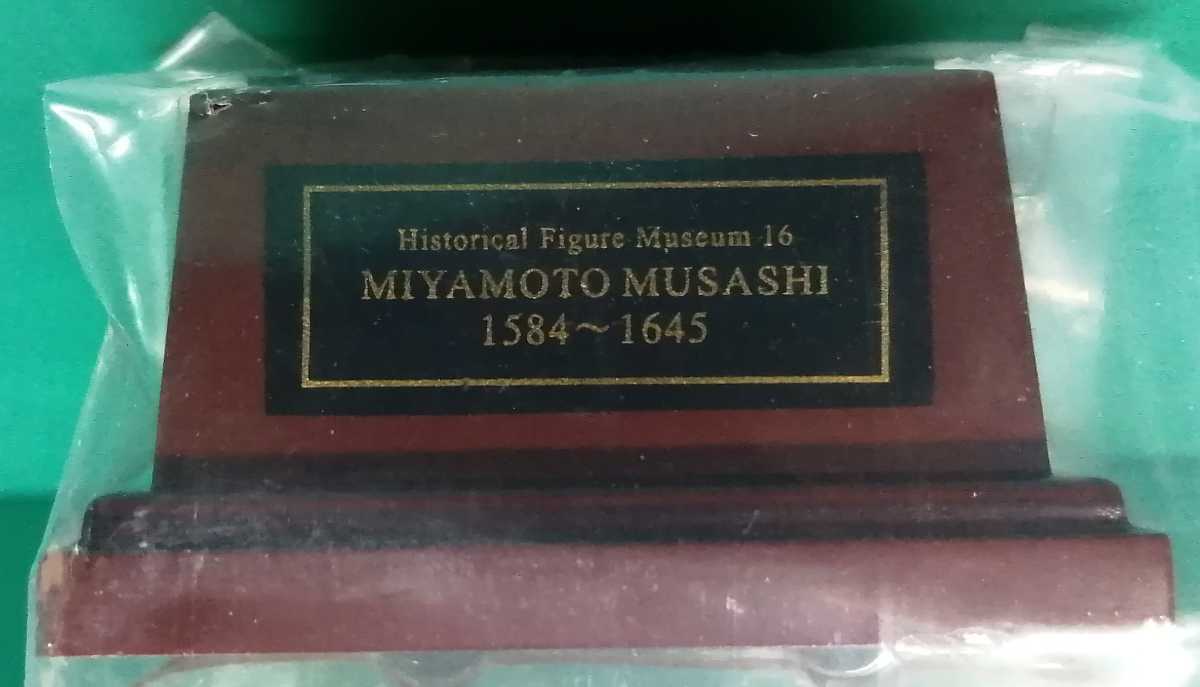 Historical Figure Museum 16
MIYAMOTO MUSASHI
1584～1645